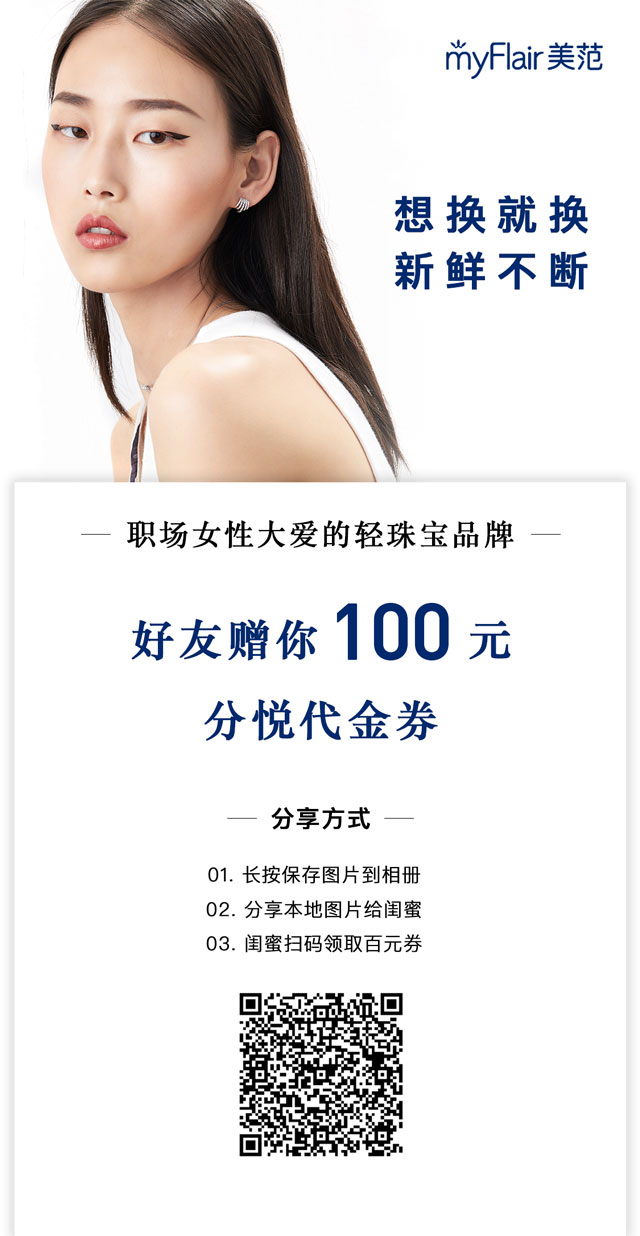 myFlair美范
想换就换
新鲜不断
职场女性大爱的轻珠宝品牌
好友赠你 100 元
分悦代金券
分享方式
01. 长按保存图片到相册
02. 分享本地图片给闺蜜
03. 闺蜜扫码领取百元券